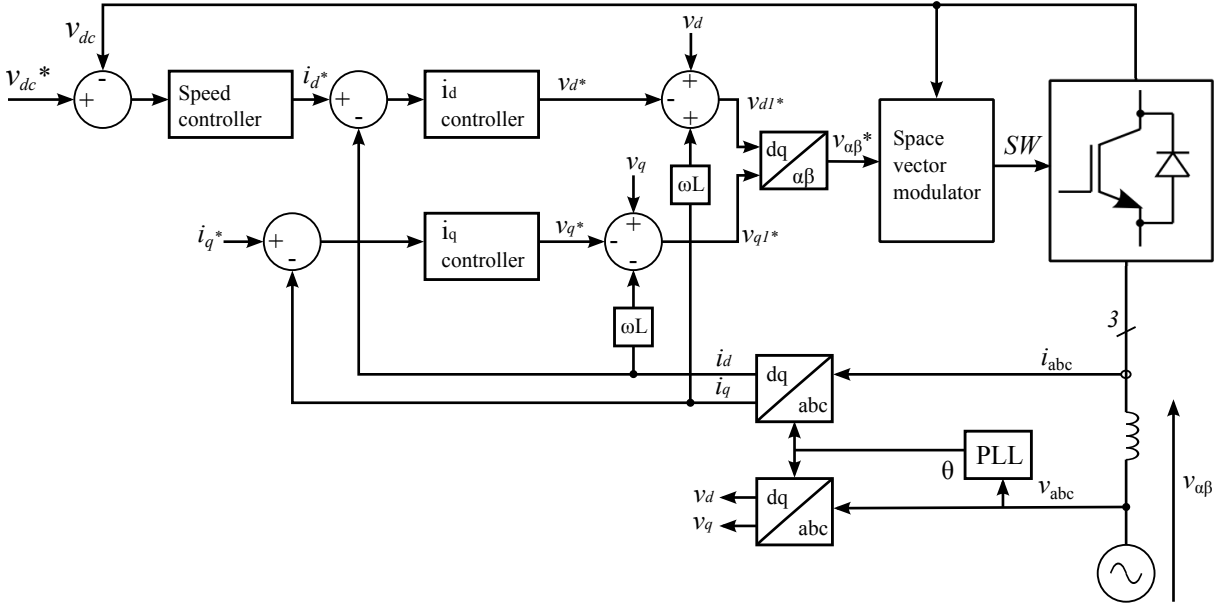 v_d
v_dc
v_dc*
-
+
Speed
controller
i_d*
+
-
i_d
controller
v_d*
+
-
+
v_d1*
dq
αβ
v_αβ*
Space
vector
modulator
SW
ωL
v_q
i_q*
+
-
i_q
controller
v_q*
+
-
-
v_q1*
ωL
3
i_d
i_q
dq
abc
i_abc
PLL
θ
v_d
v_q
dq
abc
v_abc
v_αβ